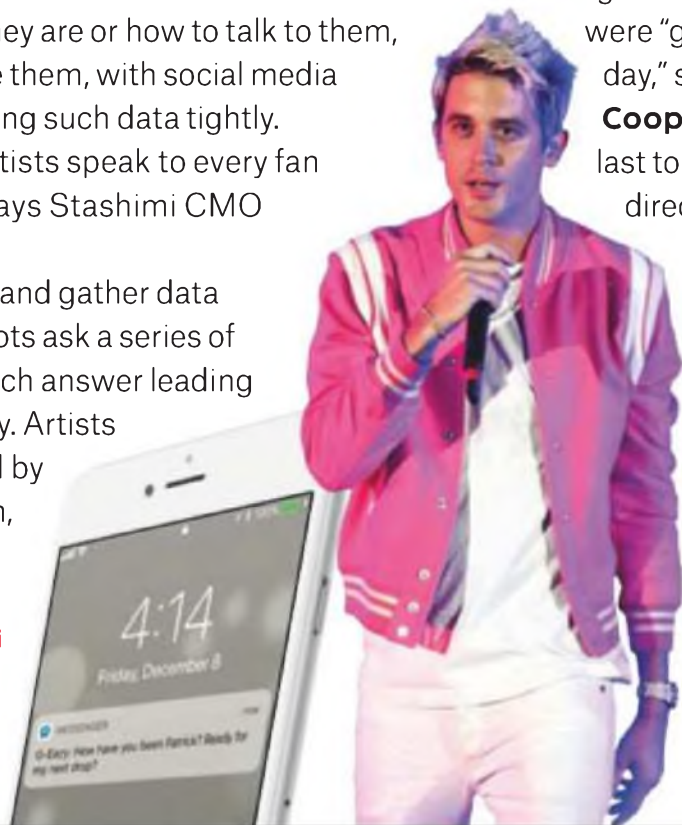 ey are or how to talk to them,
e them, with social media
ng such data tightly.
tists speak to every fan
ays Stashimi CMO
and gather data
ots ask a series of
ch answer leading
y. Artists
l by
n,
i
were “g
day,” s
Coop
last to
direc
4:14
Friday, December 8
MESSENGER
now
G-Eazy: How have you been Patrick? Ready for
my next drop?